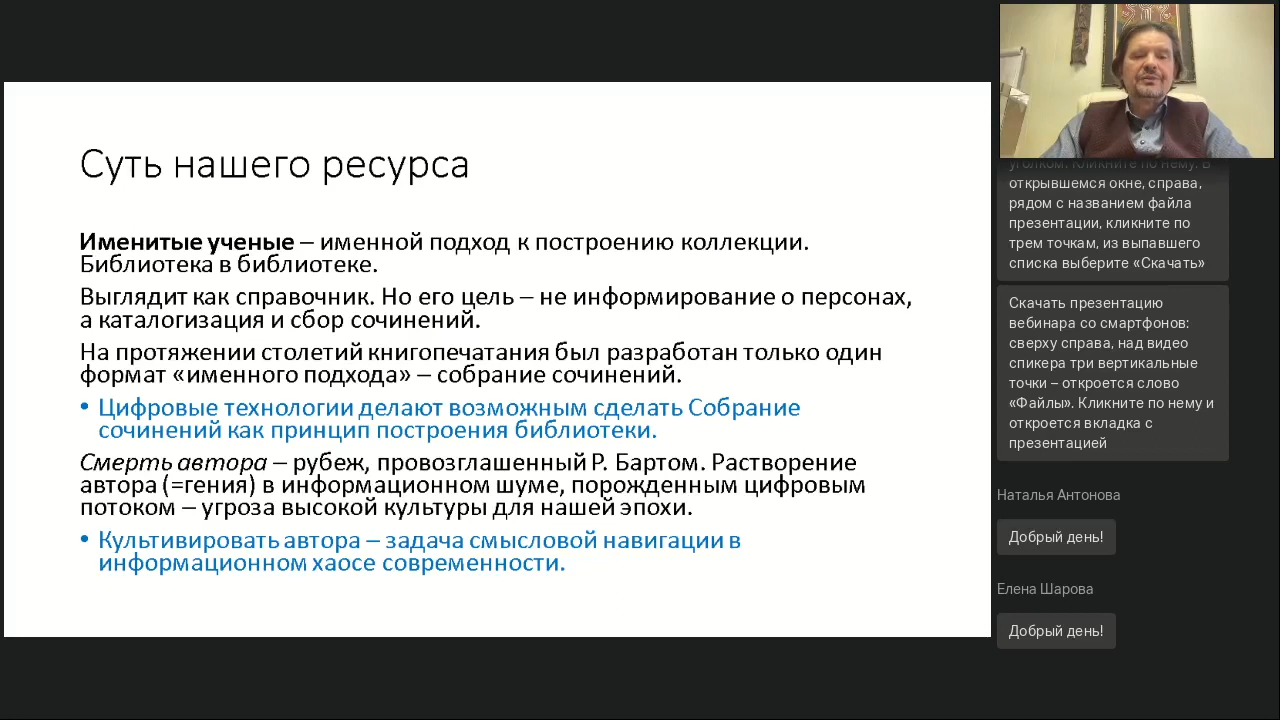 Суть нашего ресурса
Именитые ученые – именной подход к построению коллекции.
Библиотека в библиотеке.
Выглядит как справочник. Но его цель – не информирование о персонах,
а каталогизация и сбор сочинений.
На протяжении столетий книгопечатания был разработан только один
формат «именного подхода» – собрание сочинений.
• Цифровые технологии делают возможным сделать Собрание
сочинений как принцип построения библиотеки.
Смерть автора – рубеж, провозглашенный Р. Бартом. Растворение
автора (=гения) в информационном шуме, порожденным цифровым
потоком – угроза высокой культуры для нашей эпохи.
• Культивировать автора – задача смысловой навигации в
информационном хаосе современности.
уголком. Кликните по нему. В
открывшемся окне, справа,
рядом с названием файла
презентации, кликните по
трем точкам, из выпавшего
списка выберите «Скачать»
Скачать презентацию
вебинара со смартфонов:
сверху справа, над видео
спикера три вертикальные
точки – откроется слово
«Файлы». Кликните по нему и
откроется вкладка с
презентацией
Наталья Антонова
Добрый день!
Елена Шарова
Добрый день!